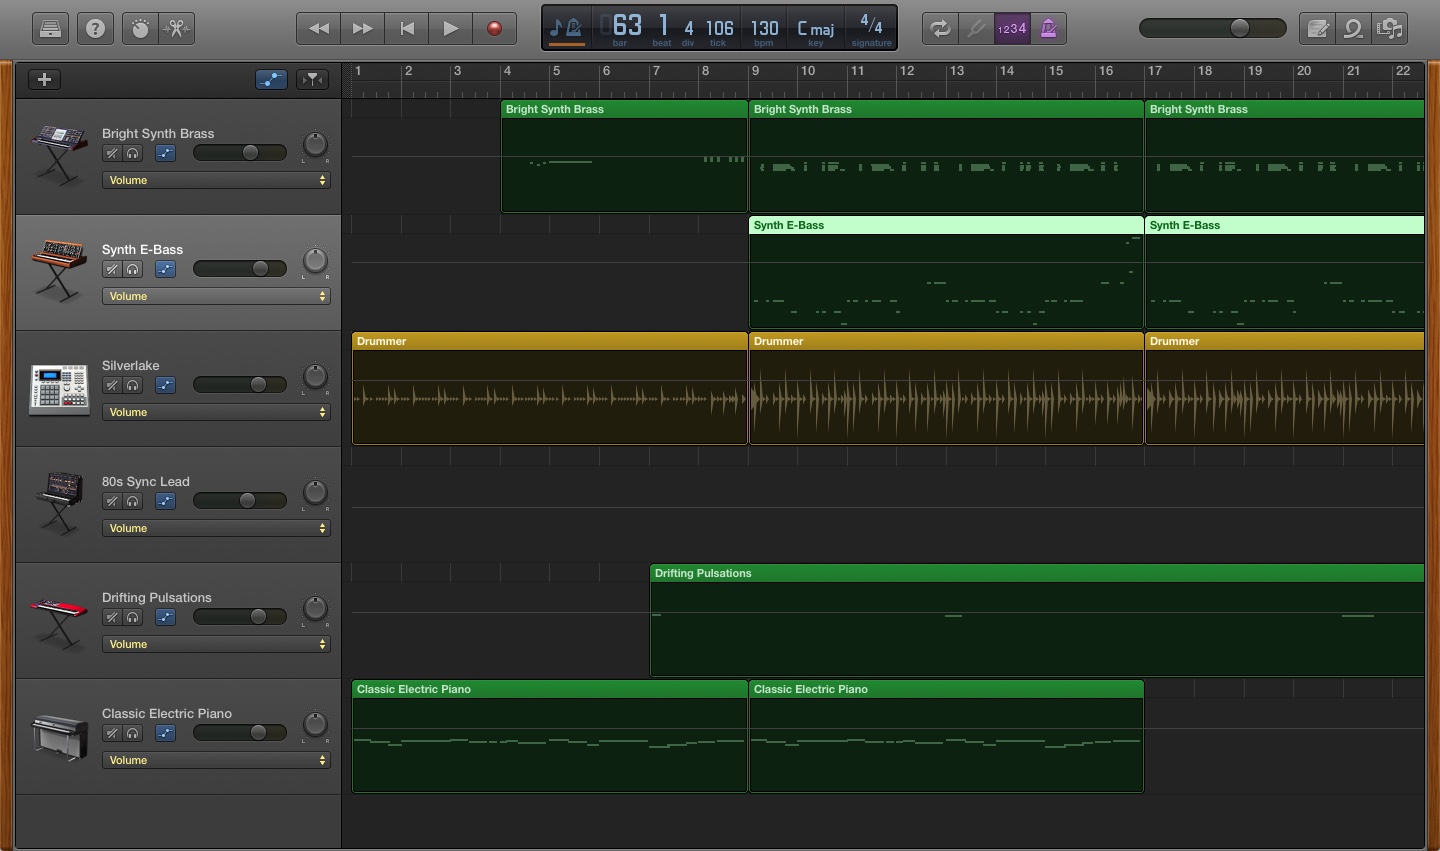 ?
63 1 4 106 130 C maj 4/4
bar beat div tick bpm key signature
1234
+
1 2 3 4 5 6 7 8 9 10 11 12 13 14 15 16 17 18 19 20 21 22
Bright Synth Brass
L R
Volume
Bright Synth Brass Bright Synth Brass Bright Synth Brass
Synth E-Bass
L R
Volume
Synth E-Bass Synth E-Bass
Silverlake
L R
Volume
Drummer Drummer Drummer
80s Sync Lead
L R
Volume
Drifting Pulsations
L R
Volume
Drifting Pulsations
Classic Electric Piano
L R
Volume
Classic Electric Piano Classic Electric Piano